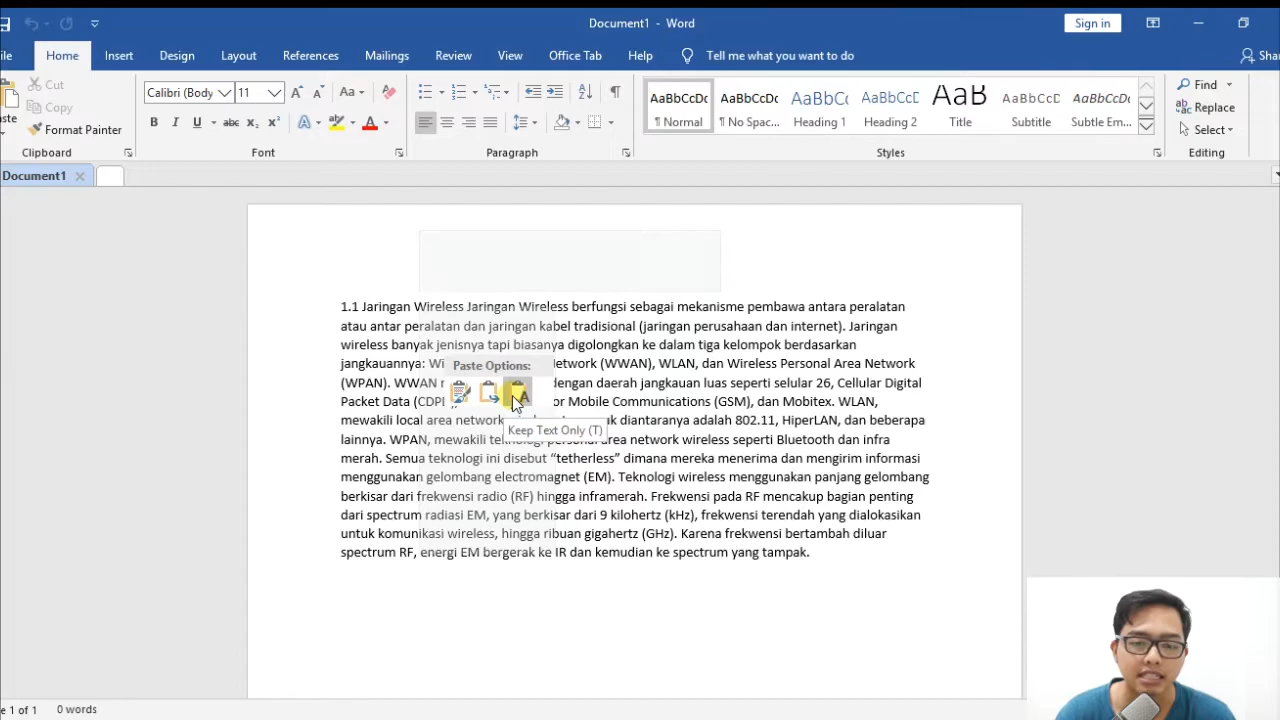 Document1 - Word
Sign in
Home Insert Design Layout References Mailings Review View Office Tab Help Tell me what you want to do
Cut
Copy
Format Painter
Clipboard
Calibri (Body 11
Font
Paragraph
AaBbCcDc AaBbCcDc AaBbCc AaBbCcD AaB AaBbCcD AaBbCcDc
¶ Normal ¶ No Spac... Heading 1 Heading 2 Title Subtitle Subtle Em...
Styles
Find
Replace
Select
Editing
Document1
1.1 Jaringan Wireless Jaringan Wireless berfungsi sebagai mekanisme pembawa antara peralatan
atau antar peralatan dan jaringan kabel tradisional (jaringan perusahaan dan internet). Jaringan
wireless banyak jenisnya tapi biasanya digolongkan ke dalam tiga kelompok berdasarkan
jangkauannya: (WWAN), WLAN, dan Wireless Personal Area Network
(WPAN). WWAN dengan daerah jangkauan luas seperti selular 26, Cellular Digital
Packet Data Mobile Communications (GSM), dan Mobitex. WLAN,
mewakili local area network diantaranya adalah 802.11, HiperLAN, dan beberapa
lainnya. WPAN, mewakili area network wireless seperti Bluetooth dan infra
merah. Semua teknologi ini disebut “tetherless” dimana mereka menerima dan mengirim informasi
menggunakan gelombang electromagnet (EM). Teknologi wireless menggunakan panjang gelombang
berkisar dari frekwensi radio (RF) hingga inframerah. Frekwensi pada RF mencakup bagian penting
dari spectrum radiasi EM, yang berkisar dari 9 kilohertz (kHz), frekwensi terendah yang dialokasikan
untuk komunikasi wireless, hingga ribuan gigahertz (GHz). Karena frekwensi bertambah diluar
spectrum RF, energi EM bergerak ke IR dan kemudian ke spectrum yang tampak.
Paste Options:
Keep Text Only (T)
1 of 1 0 words